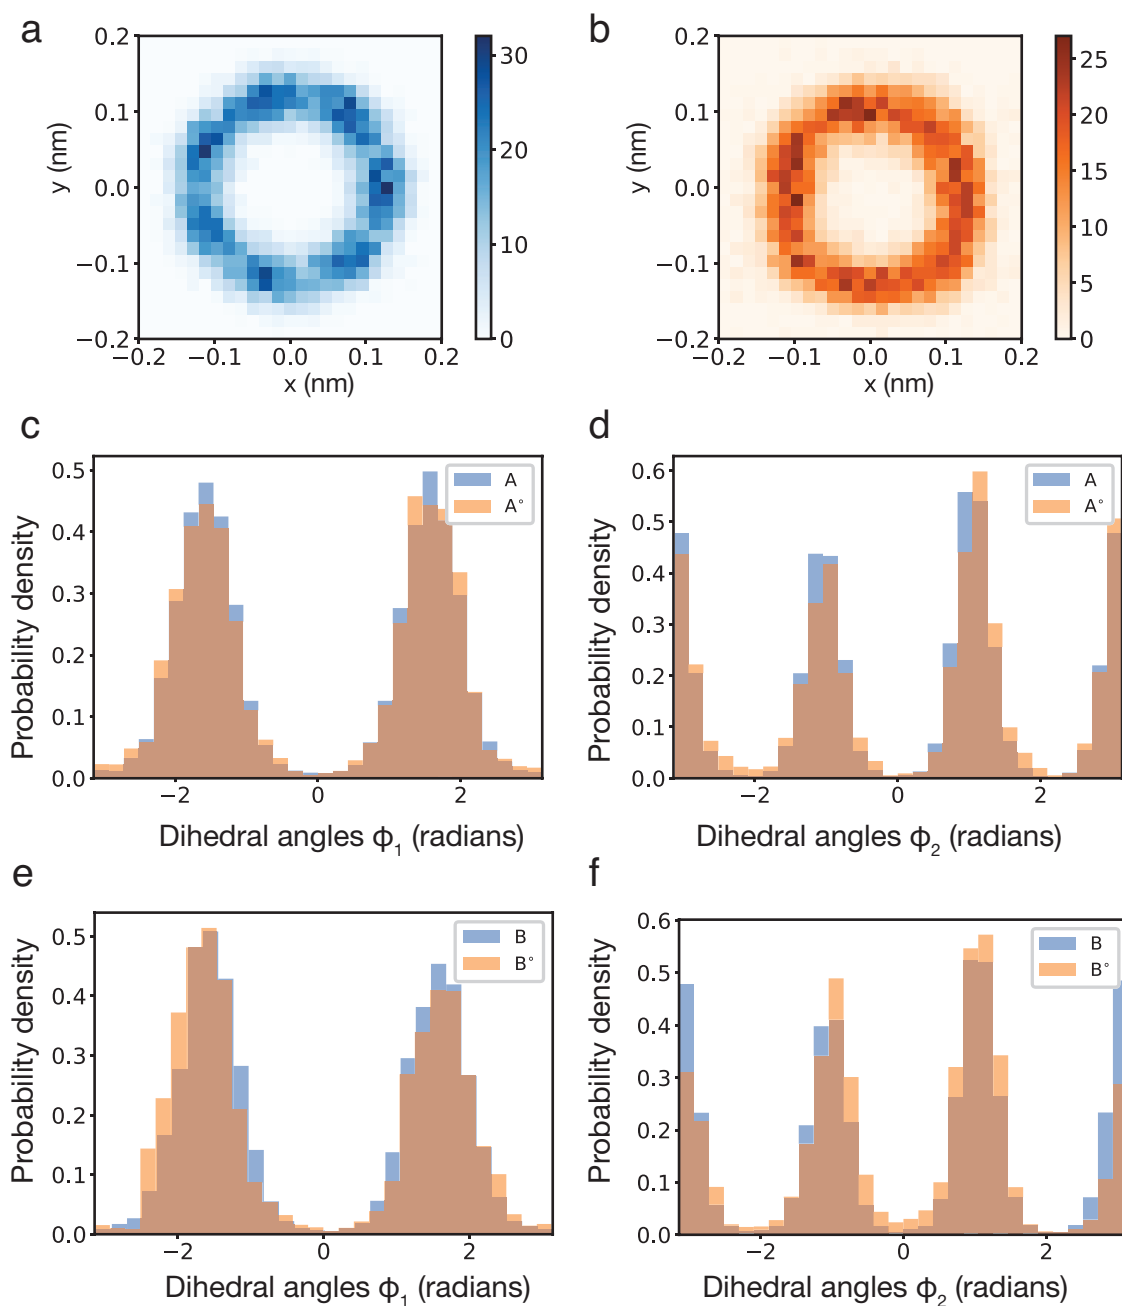 a
b
0.2
0.1
0.0
−0.1
−0.2
y (nm)
−0.2 −0.1 0.0 0.1 0.2
x (nm)
30
20
10
0
0.2
0.1
0.0
−0.1
−0.2
y (nm)
−0.2 −0.1 0.0 0.1 0.2
x (nm)
25
20
15
10
5
0
c
d
0.5
0.4
0.3
0.2
0.1
0.0
Probability density
A
A°
−2 0 2
Dihedral angles ϕ₁ (radians)
0.6
0.5
0.4
0.3
0.2
0.1
0.0
Probability density
A
A°
−2 0 2
Dihedral angles ϕ₂ (radians)
e
f
0.5
0.4
0.3
0.2
0.1
0.0
Probability density
B
B°
−2 0 2
Dihedral angles ϕ₁ (radians)
0.6
0.5
0.4
0.3
0.2
0.1
0.0
Probability density
B
B°
−2 0 2
Dihedral angles ϕ₂ (radians)